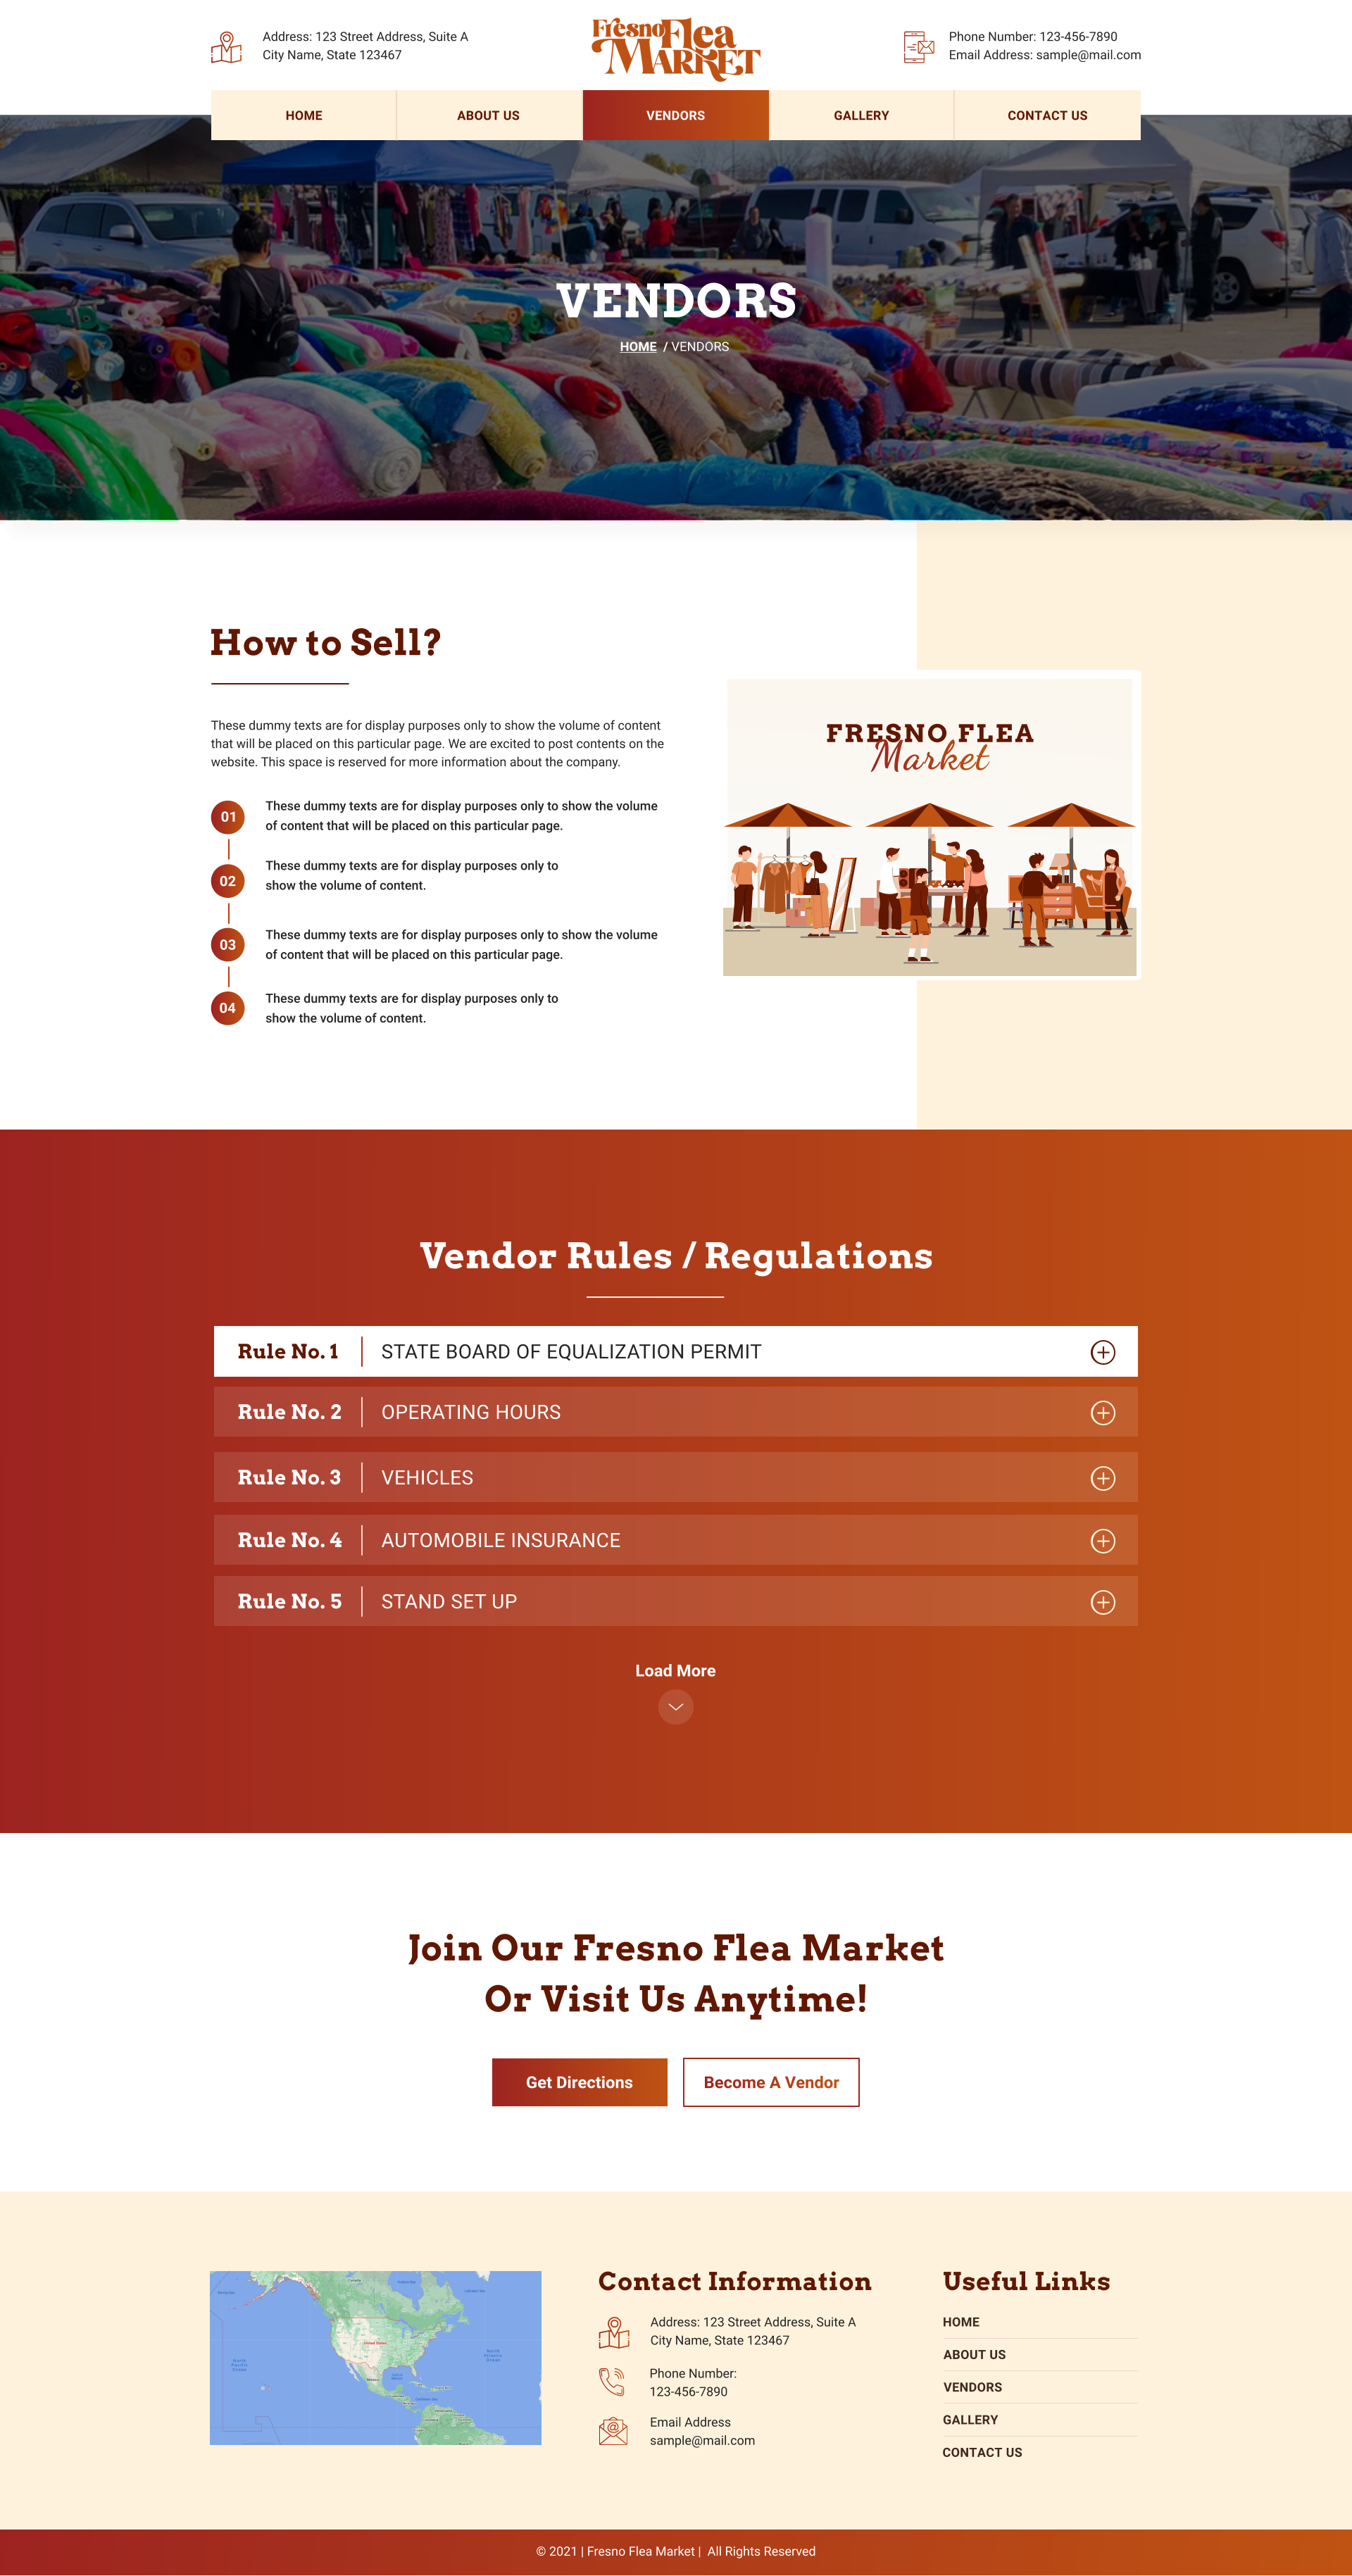 Address: 123 Street Address, Suite A
City Name, State 123467
Fresno Flea
MARKET
Phone Number: 123-456-7890
Email Address: sample@mail.com
HOME
ABOUT US
VENDORS
GALLERY
CONTACT US
VENDORS
HOME / VENDORS
How to Sell?
These dummy texts are for display purposes only to show the volume of content
that will be placed on this particular page. We are excited to post contents on the
website. This space is reserved for more information about the company.
01
These dummy texts are for display purposes only to show the volume
of content that will be placed on this particular page.
02
These dummy texts are for display purposes only to
show the volume of content.
03
These dummy texts are for display purposes only to show the volume
of content that will be placed on this particular page.
04
These dummy texts are for display purposes only to
show the volume of content.
FRESNO FLEA
Market
Vendor Rules / Regulations
Rule No. 1 STATE BOARD OF EQUALIZATION PERMIT
Rule No. 2 OPERATING HOURS
Rule No. 3 VEHICLES
Rule No. 4 AUTOMOBILE INSURANCE
Rule No. 5 STAND SET UP
Load More
Join Our Fresno Flea Market
Or Visit Us Anytime!
Get Directions
Become A Vendor
United States
North
Pacific
Ocean
North
Atlantic
Ocean
Contact Information
Address: 123 Street Address, Suite A
City Name, State 123467
Phone Number:
123-456-7890
Email Address
sample@mail.com
Useful Links
HOME
ABOUT US
VENDORS
GALLERY
CONTACT US
© 2021 | Fresno Flea Market | All Rights Reserved